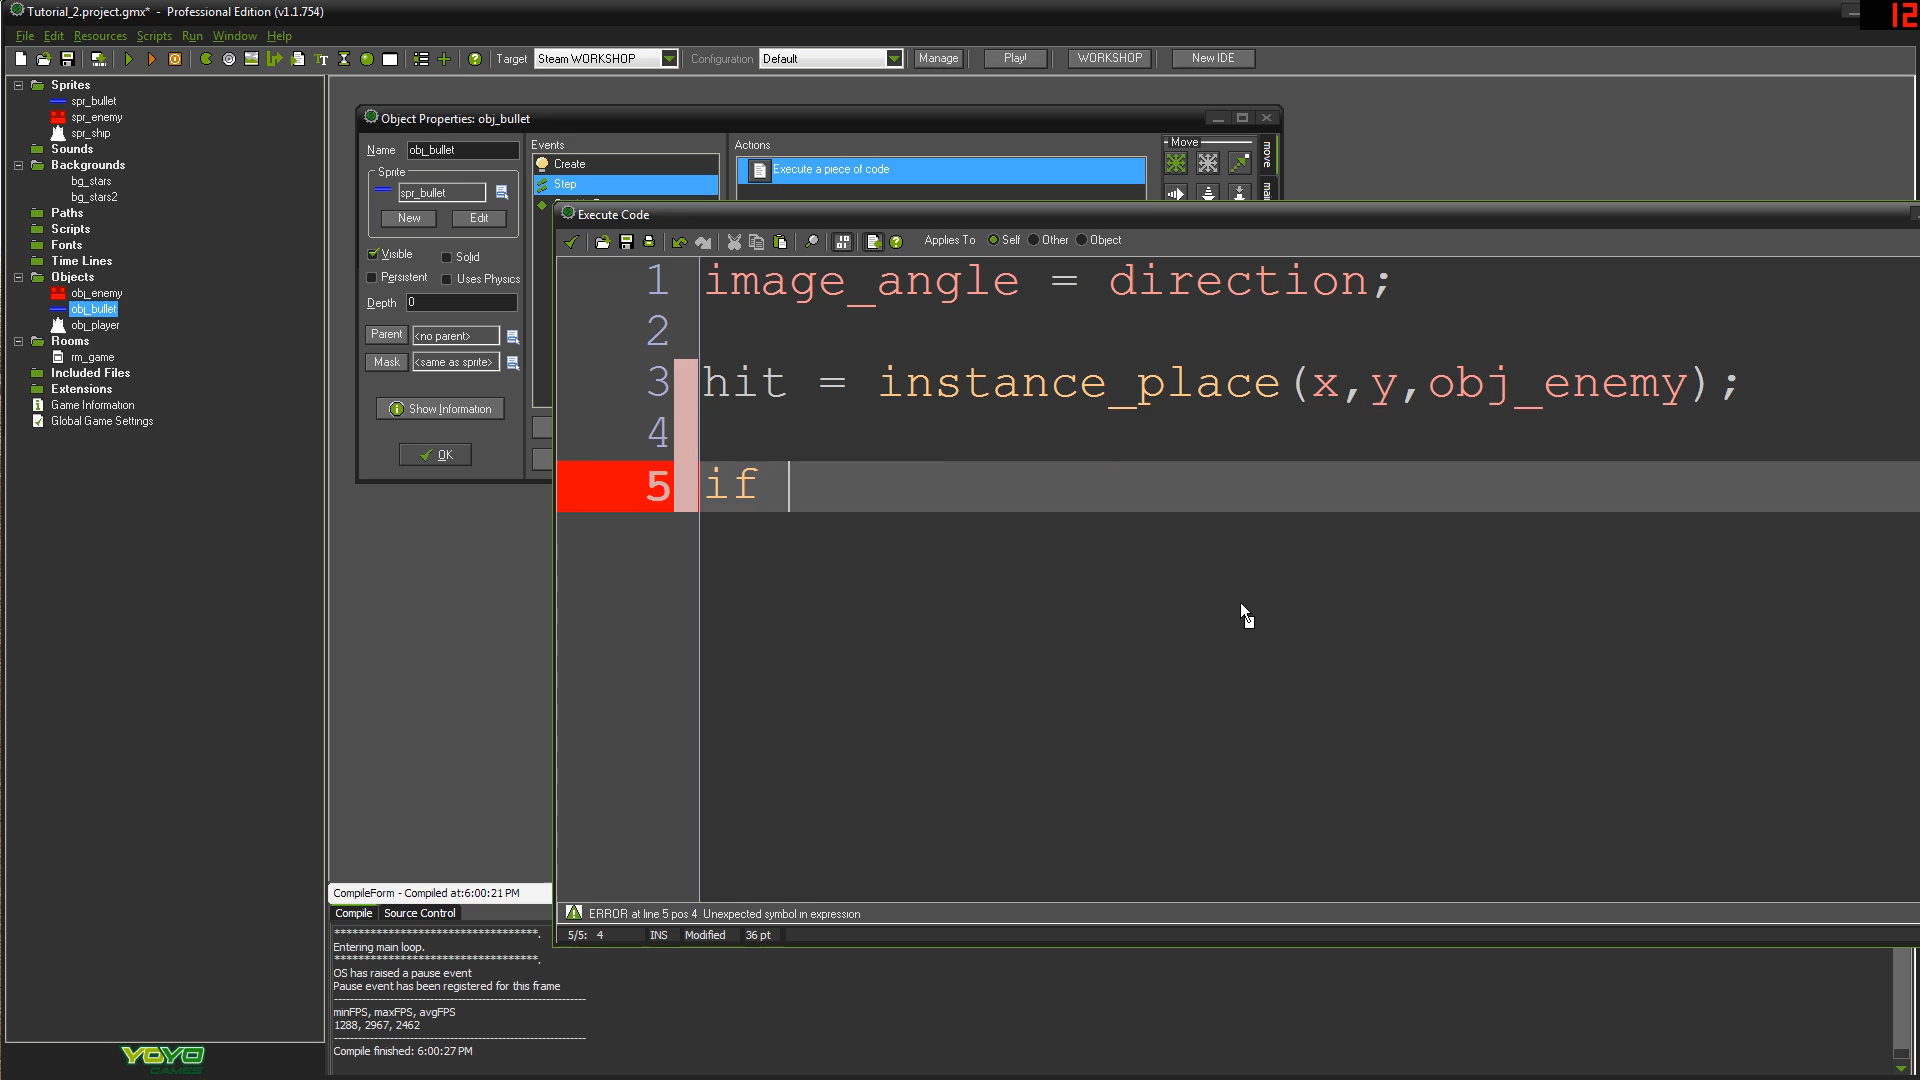 Tutorial_2.project.gmx* - Professional Edition (v1.1.754)
12
File Edit Resources Scripts Run Window Help
Target Steam WORKSHOP Configuration Default Manage Play! WORKSHOP New IDE
Sprites
spr_bullet
spr_enemy
spr_ship
Sounds
Backgrounds
bg_stars
bg_stars2
Paths
Scripts
Fonts
Time Lines
Objects
obj_enemy
obj_bullet
obj_player
Rooms
rm_game
Included Files
Extensions
Game Information
Global Game Settings
YOYO
GAMES
Object Properties: obj_bullet
Name obj_bullet
Sprite
spr_bullet
New Edit
Visible Solid
Persistent Uses Physics
Depth 0
Parent <no parent>
Mask <same as sprite>
Show Information
OK
Events
Create
Step
Actions
Execute a piece of code
Move
move
Execute Code
Applies To Self Other Object
1 image_angle = direction;
2
3 hit = instance_place(x,y,obj_enemy);
4
5 if
ERROR at line 5 pos 4 Unexpected symbol in expression
5/5: 4 INS Modified 36 pt
CompileForm - Compiled at:6:00:21 PM
Compile Source Control
Entering main loop.
OS has raised a pause event
Pause event has been registered for this frame
minFPS, maxFPS, avgFPS
1288, 2967, 2462
Compile finished: 6:00:27 PM